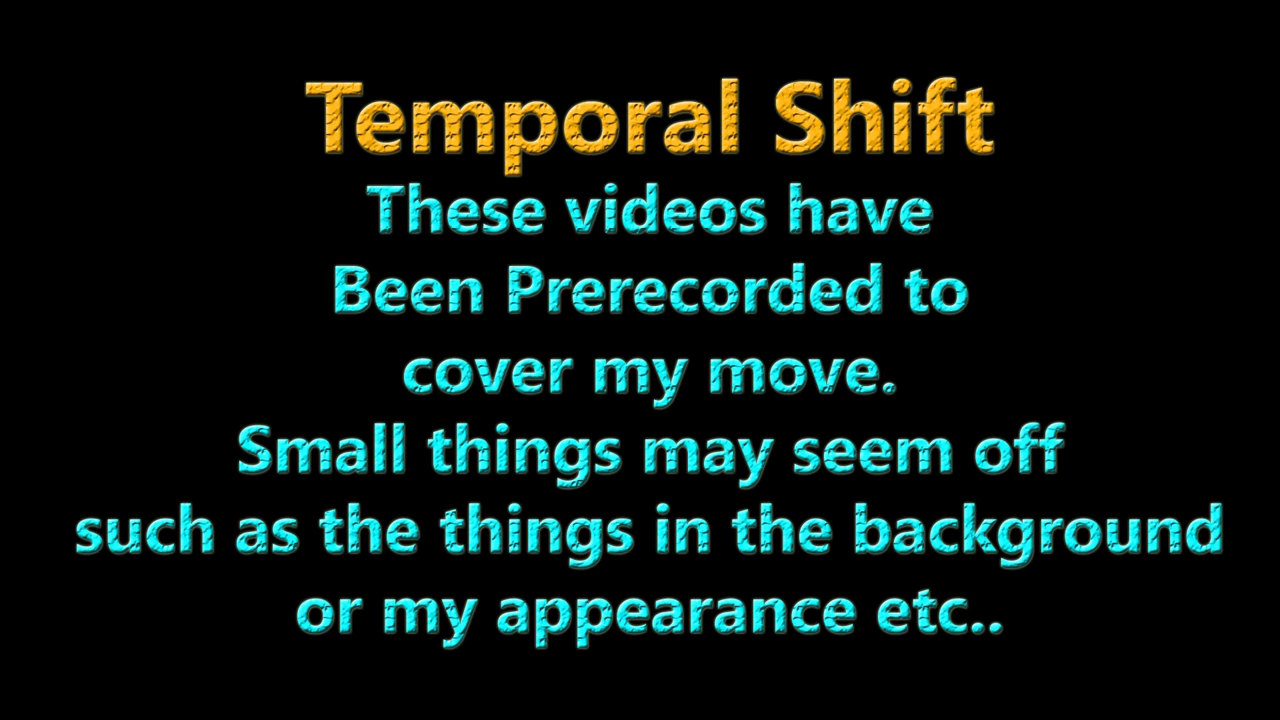 Temporal Shift
These videos have
Been Prerecorded to
cover my move.
Small things may seem off
such as the things in the background
or my appearance etc..